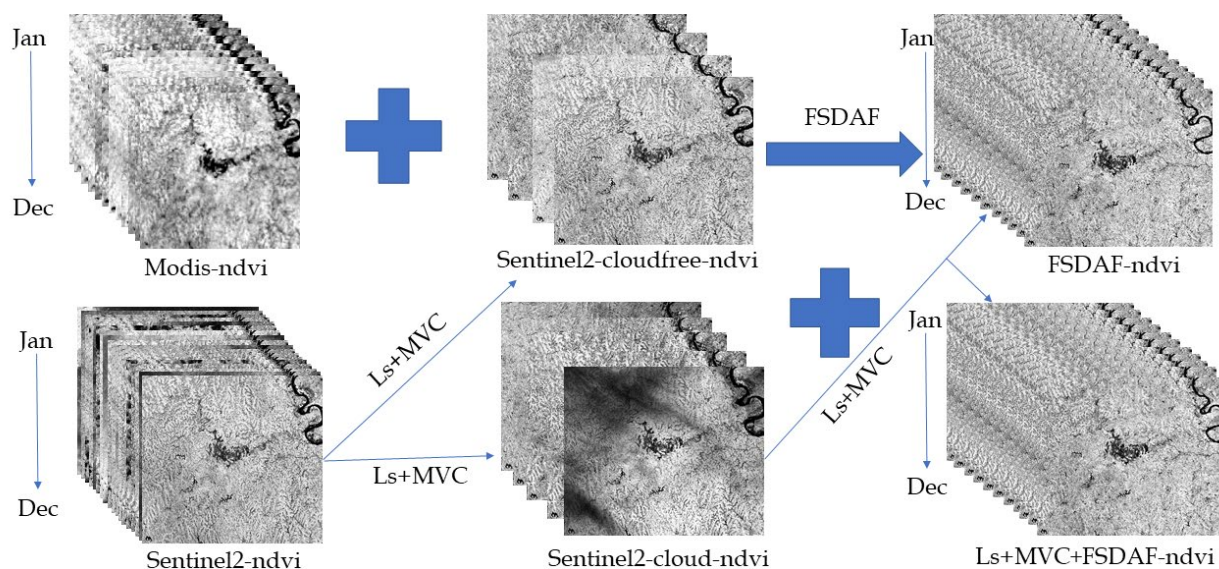 Jan
Dec
Modis-ndvi
Sentinel2-cloudfree-ndvi
FSDAF
Jan
Dec
FSDAF-ndvi
Jan
Dec
Sentinel2-ndvi
Ls+MVC
Ls+MVC
Sentinel2-cloud-ndvi
Ls+MVC
Jan
Dec
Ls+MVC+FSDAF-ndvi